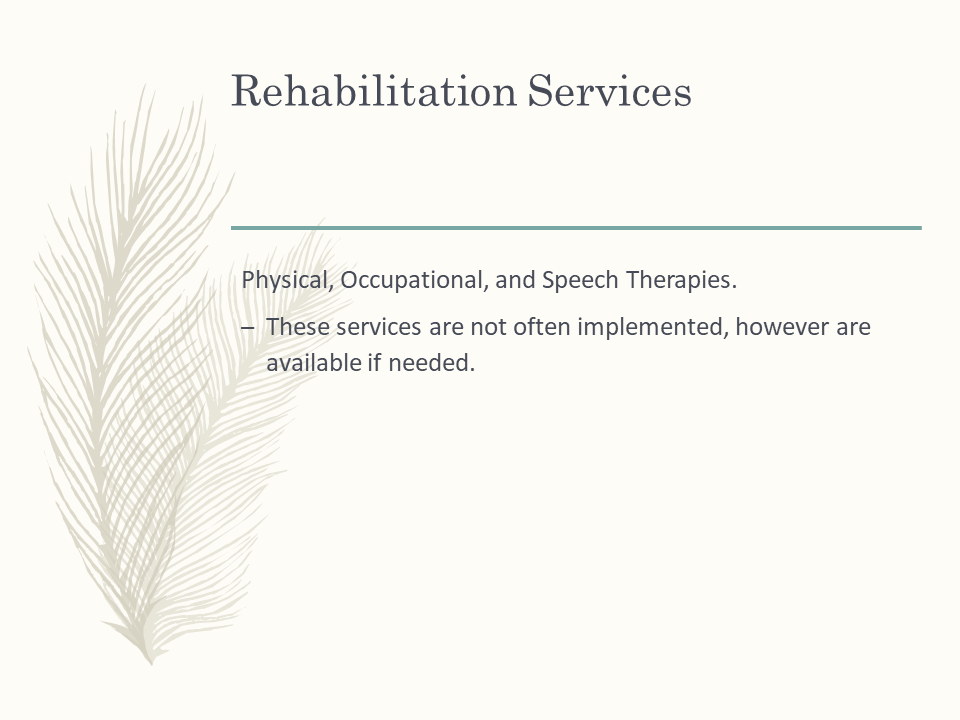 Rehabilitation Services
Physical, Occupational, and Speech Therapies.
– These services are not often implemented, however are
available if needed.